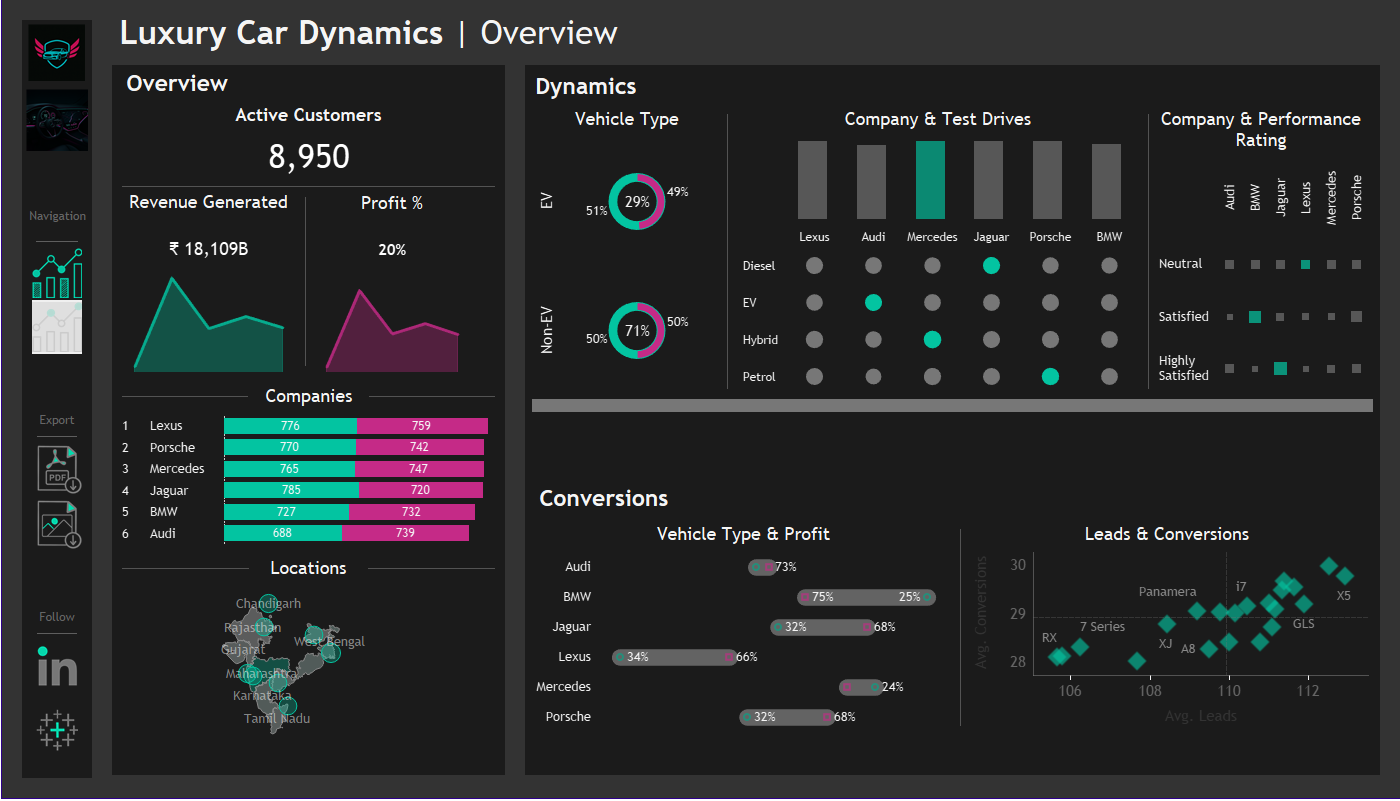 Luxury Car Dynamics | Overview
Navigation
Export
PDF
Follow
in
Overview
Active Customers
8,950
Revenue Generated
₹ 18,109B
Profit %
20%
Companies
1 Lexus 776 759
2 Porsche 770 742
3 Mercedes 765 747
4 Jaguar 785 720
5 BMW 727 732
6 Audi 688 739
Locations
Chandigarh
Rajasthan
West Bengal
Gujarat
Maharashtra
Karnataka
Tamil Nadu
Dynamics
Vehicle Type
EV
51% 29% 49%
Non-EV
50% 71% 50%
Company & Test Drives
Lexus Audi Mercedes Jaguar Porsche BMW
Diesel
EV
Hybrid
Petrol
Company & Performance
Rating
Audi BMW Jaguar Lexus Mercedes Porsche
Neutral
Satisfied
Highly
Satisfied
Conversions
Vehicle Type & Profit
Audi 73%
BMW 75% 25%
Jaguar 32% 68%
Lexus 34% 66%
Mercedes 24%
Porsche 32% 68%
Leads & Conversions
Avg. Conversions
30
29
28
RX
7 Series
Panamera
XJ
A8
i7
GLS
X5
106 108 110 112
Avg. Leads